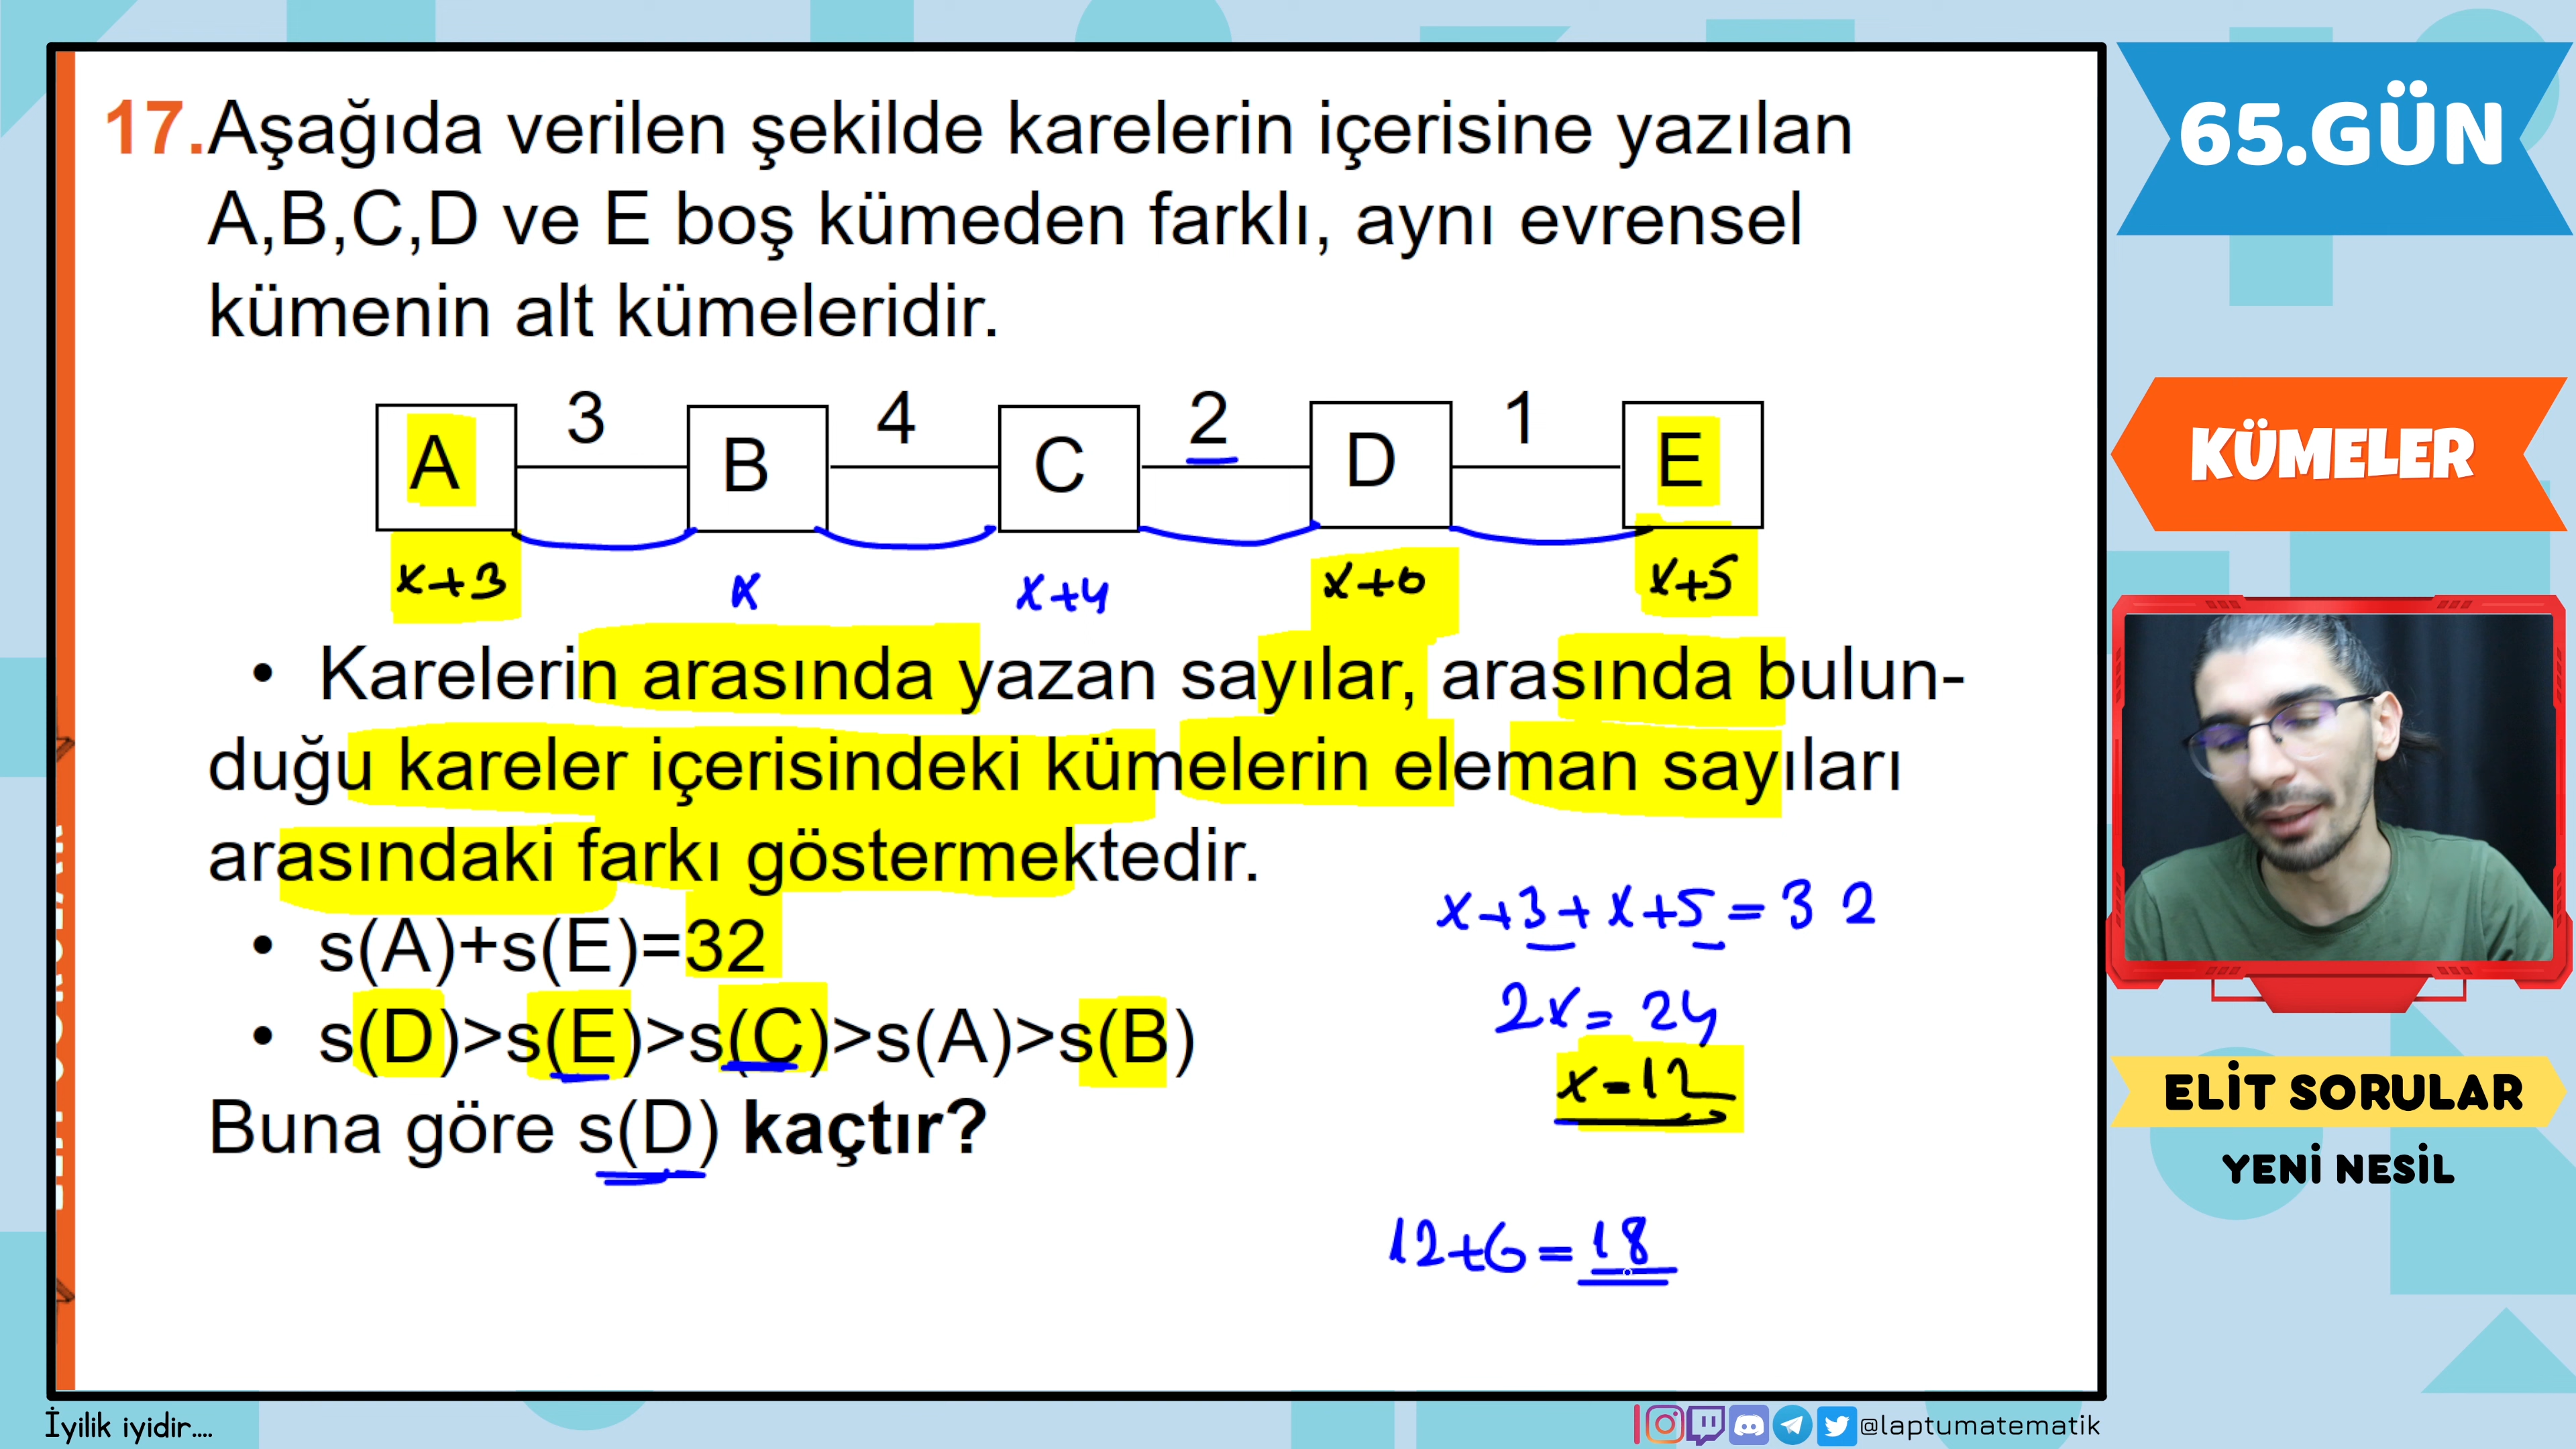 17.Aşağıda verilen şekilde karelerin içerisine yazılan
A,B,C,D ve E boş kümeden farklı, aynı evrensel
kümenin alt kümeleridir.
A 3 B 4 C 2 D 1 E
x+3 x x+4 x+6 x+5
• Karelerin arasında yazan sayılar, arasında bulun-
duğu kareler içerisindeki kümelerin eleman sayıları
arasındaki farkı göstermektedir.
• s(A)+s(E)=32
• s(D)>s(E)>s(C)>s(A)>s(B)
Buna göre s(D) kaçtır?
x+3+x+5=32
2x=24
x=12
12+6=18
65.GÜN
KÜMELER
ELİT SORULAR
YENİ NESİL
İyilik iyidir....
@laptumatematik